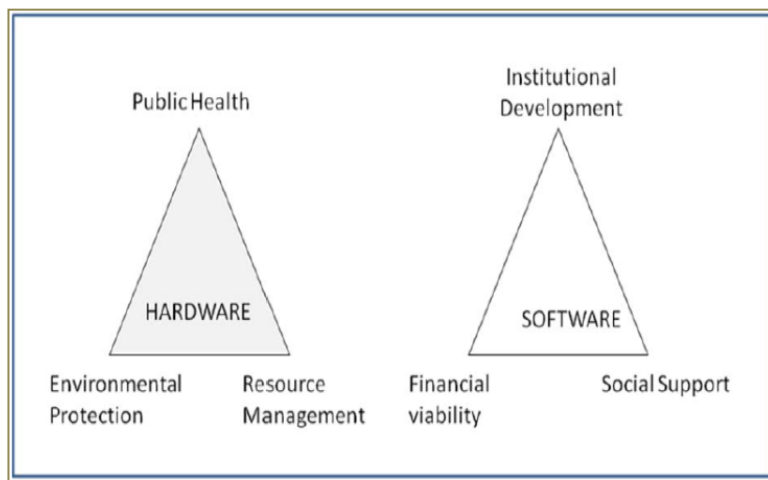 Public Health
HARDWARE
Environmental
Protection
Resource
Management
Institutional
Development
SOFTWARE
Financial
viability
Social Support